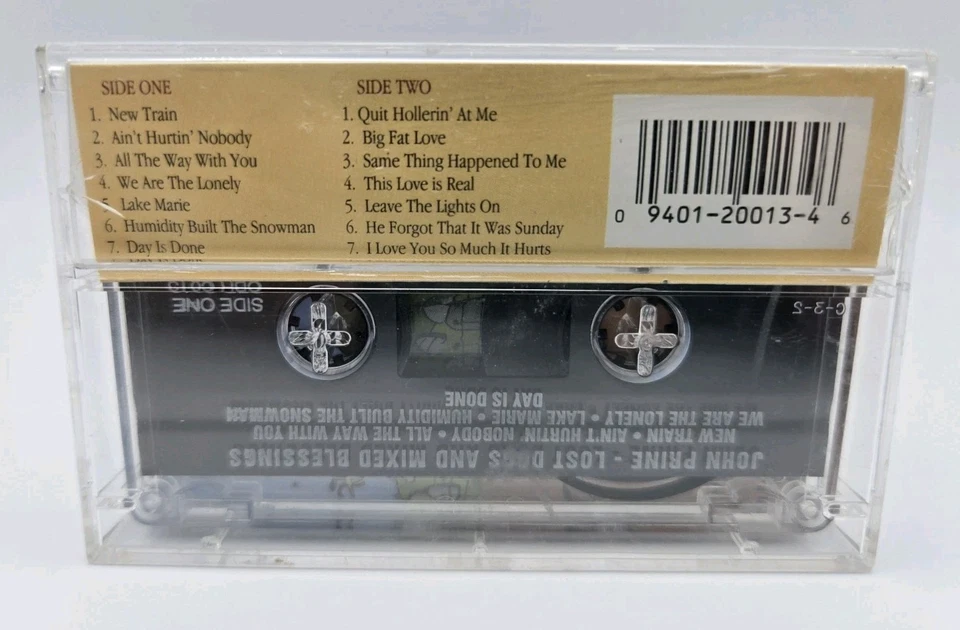 SIDE ONE
1. New Train
2. Ain't Hurtin' Nobody
3. All The Way With You
4. We Are The Lonely
5. Lake Marie
6. Humidity Built The Snowman
7. Day Is Done
SIDE TWO
1. Quit Hollerin' At Me
2. Big Fat Love
3. Same Thing Happened To Me
4. This Love is Real
5. Leave The Lights On
6. He Forgot That It Was Sunday
7. I Love You So Much It Hurts
0 9401-20013-4 6
JOHN PRINE - LOST DOGS AND MIXED BLESSINGS
NEW TRAIN • AIN'T HURTIN' NOBODY • ALL THE WAY WITH YOU
WE ARE THE LONELY • LAKE MARIE • HUMIDITY BUILT THE SNOWMAN
DAY IS DONE
SIDE ONE
C-3-2